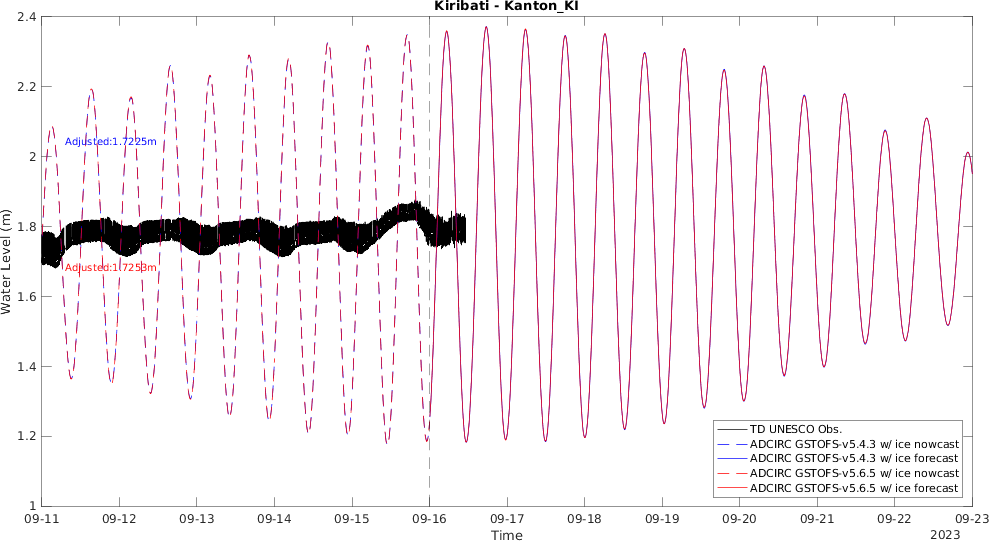 Kiribati - Kanton_KI
2.4
2.2
2
1.8
1.6
1.4
1.2
1
Water Level (m)
Adjusted:1.7225m
Adjusted:1.7253m
TD UNESCO Obs.
ADCIRC GSTOFS-v5.4.3 w/ ice nowcast
ADCIRC GSTOFS-v5.4.3 w/ ice forecast
ADCIRC GSTOFS-v5.6.5 w/ ice nowcast
ADCIRC GSTOFS-v5.6.5 w/ ice forecast
09-11 09-12 09-13 09-14 09-15 09-16 09-17 09-18 09-19 09-20 09-21 09-22 09-23
Time
2023